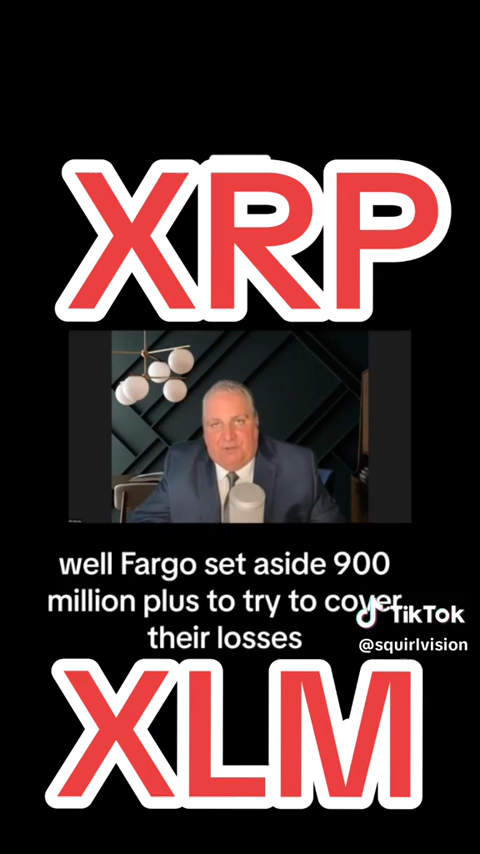 XRP
well Fargo set aside 900
million plus to try to cover
TikTok
their losses
@squirlvision
XLM